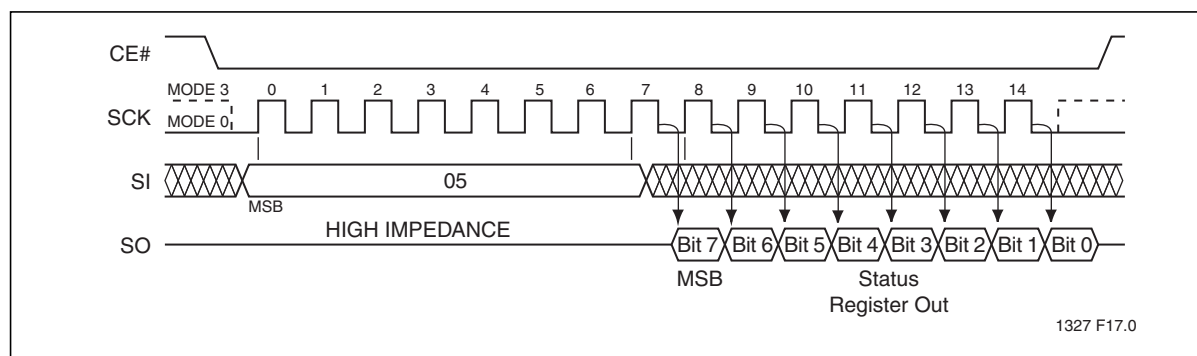 CE#
MODE 3 0 1 2 3 4 5 6 7 8 9 10 11 12 13 14
SCK MODE 0
SI 05
MSB
HIGH IMPEDANCE
SO Bit 7 Bit 6 Bit 5 Bit 4 Bit 3 Bit 2 Bit 1 Bit 0
MSB Status
Register Out
1327 F17.0